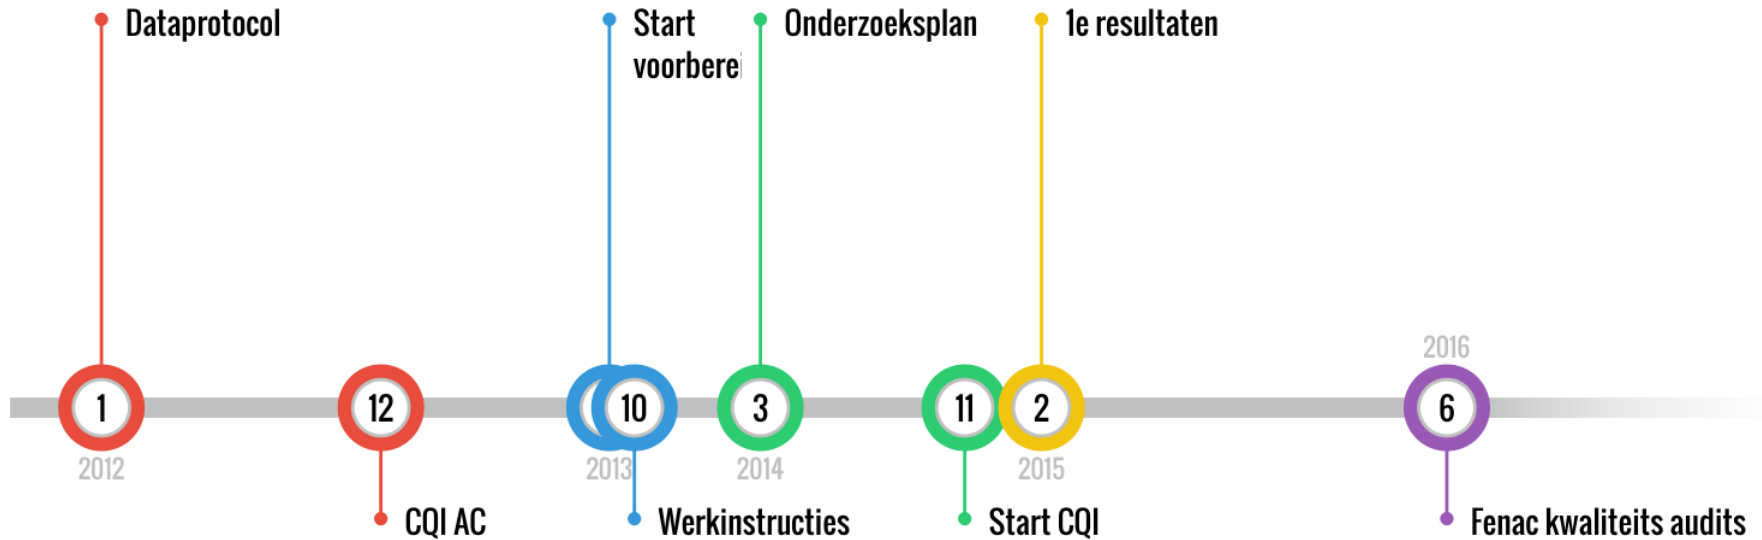 Dataprotocol
Start
Onderzoeksplan
1e resultaten
2016
1
12
10
3
11
2
6
2012
2013
2014
2015
CQI AC
Werkinstructies
Start CQI
Fenac kwaliteits audits